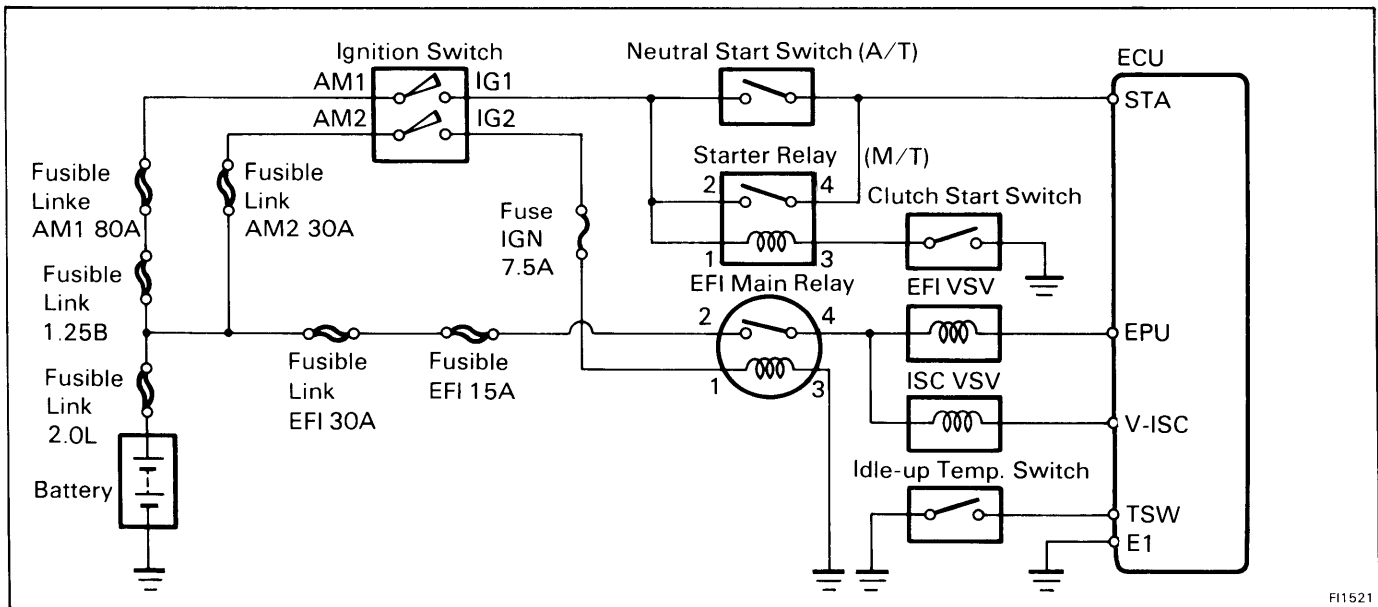 Ignition Switch
Neutral Start Switch (A/T)
ECU
AM1
IG1
STA
AM2
IG2
Starter Relay
(M/T)
2
4
Clutch Start Switch
1
3
Fusible
Linke
AM1 80A
Fusible
Link
AM2 30A
Fuse
IGN
7.5A
Fusible
Link
1.25B
EFI Main Relay
EFI VSV
2
4
EPU
1
3
Fusible
Link
EFI 30A
Fusible
EFI 15A
ISC VSV
V-ISC
Fusible
Link
2.0L
Battery
Idle-up Temp. Switch
TSW
E1
FI1521